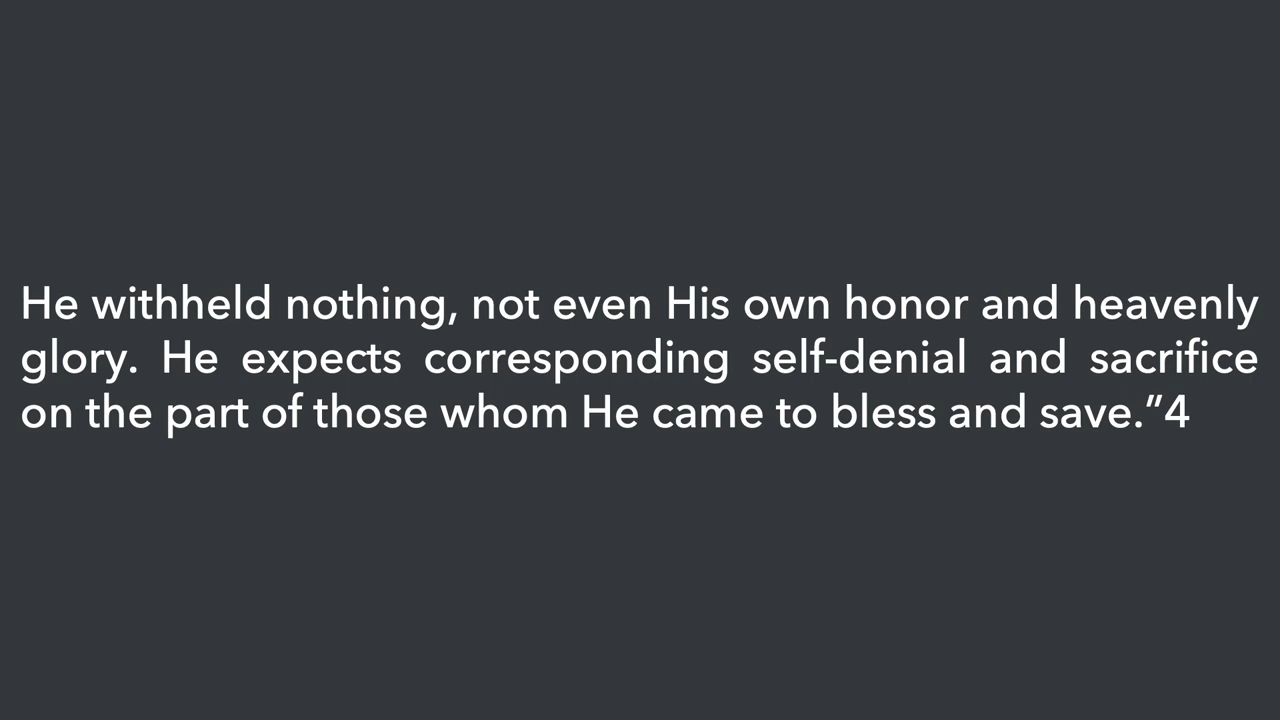 He withheld nothing, not even His own honor and heavenly
glory. He expects corresponding self-denial and sacrifice
on the part of those whom He came to bless and save.”4